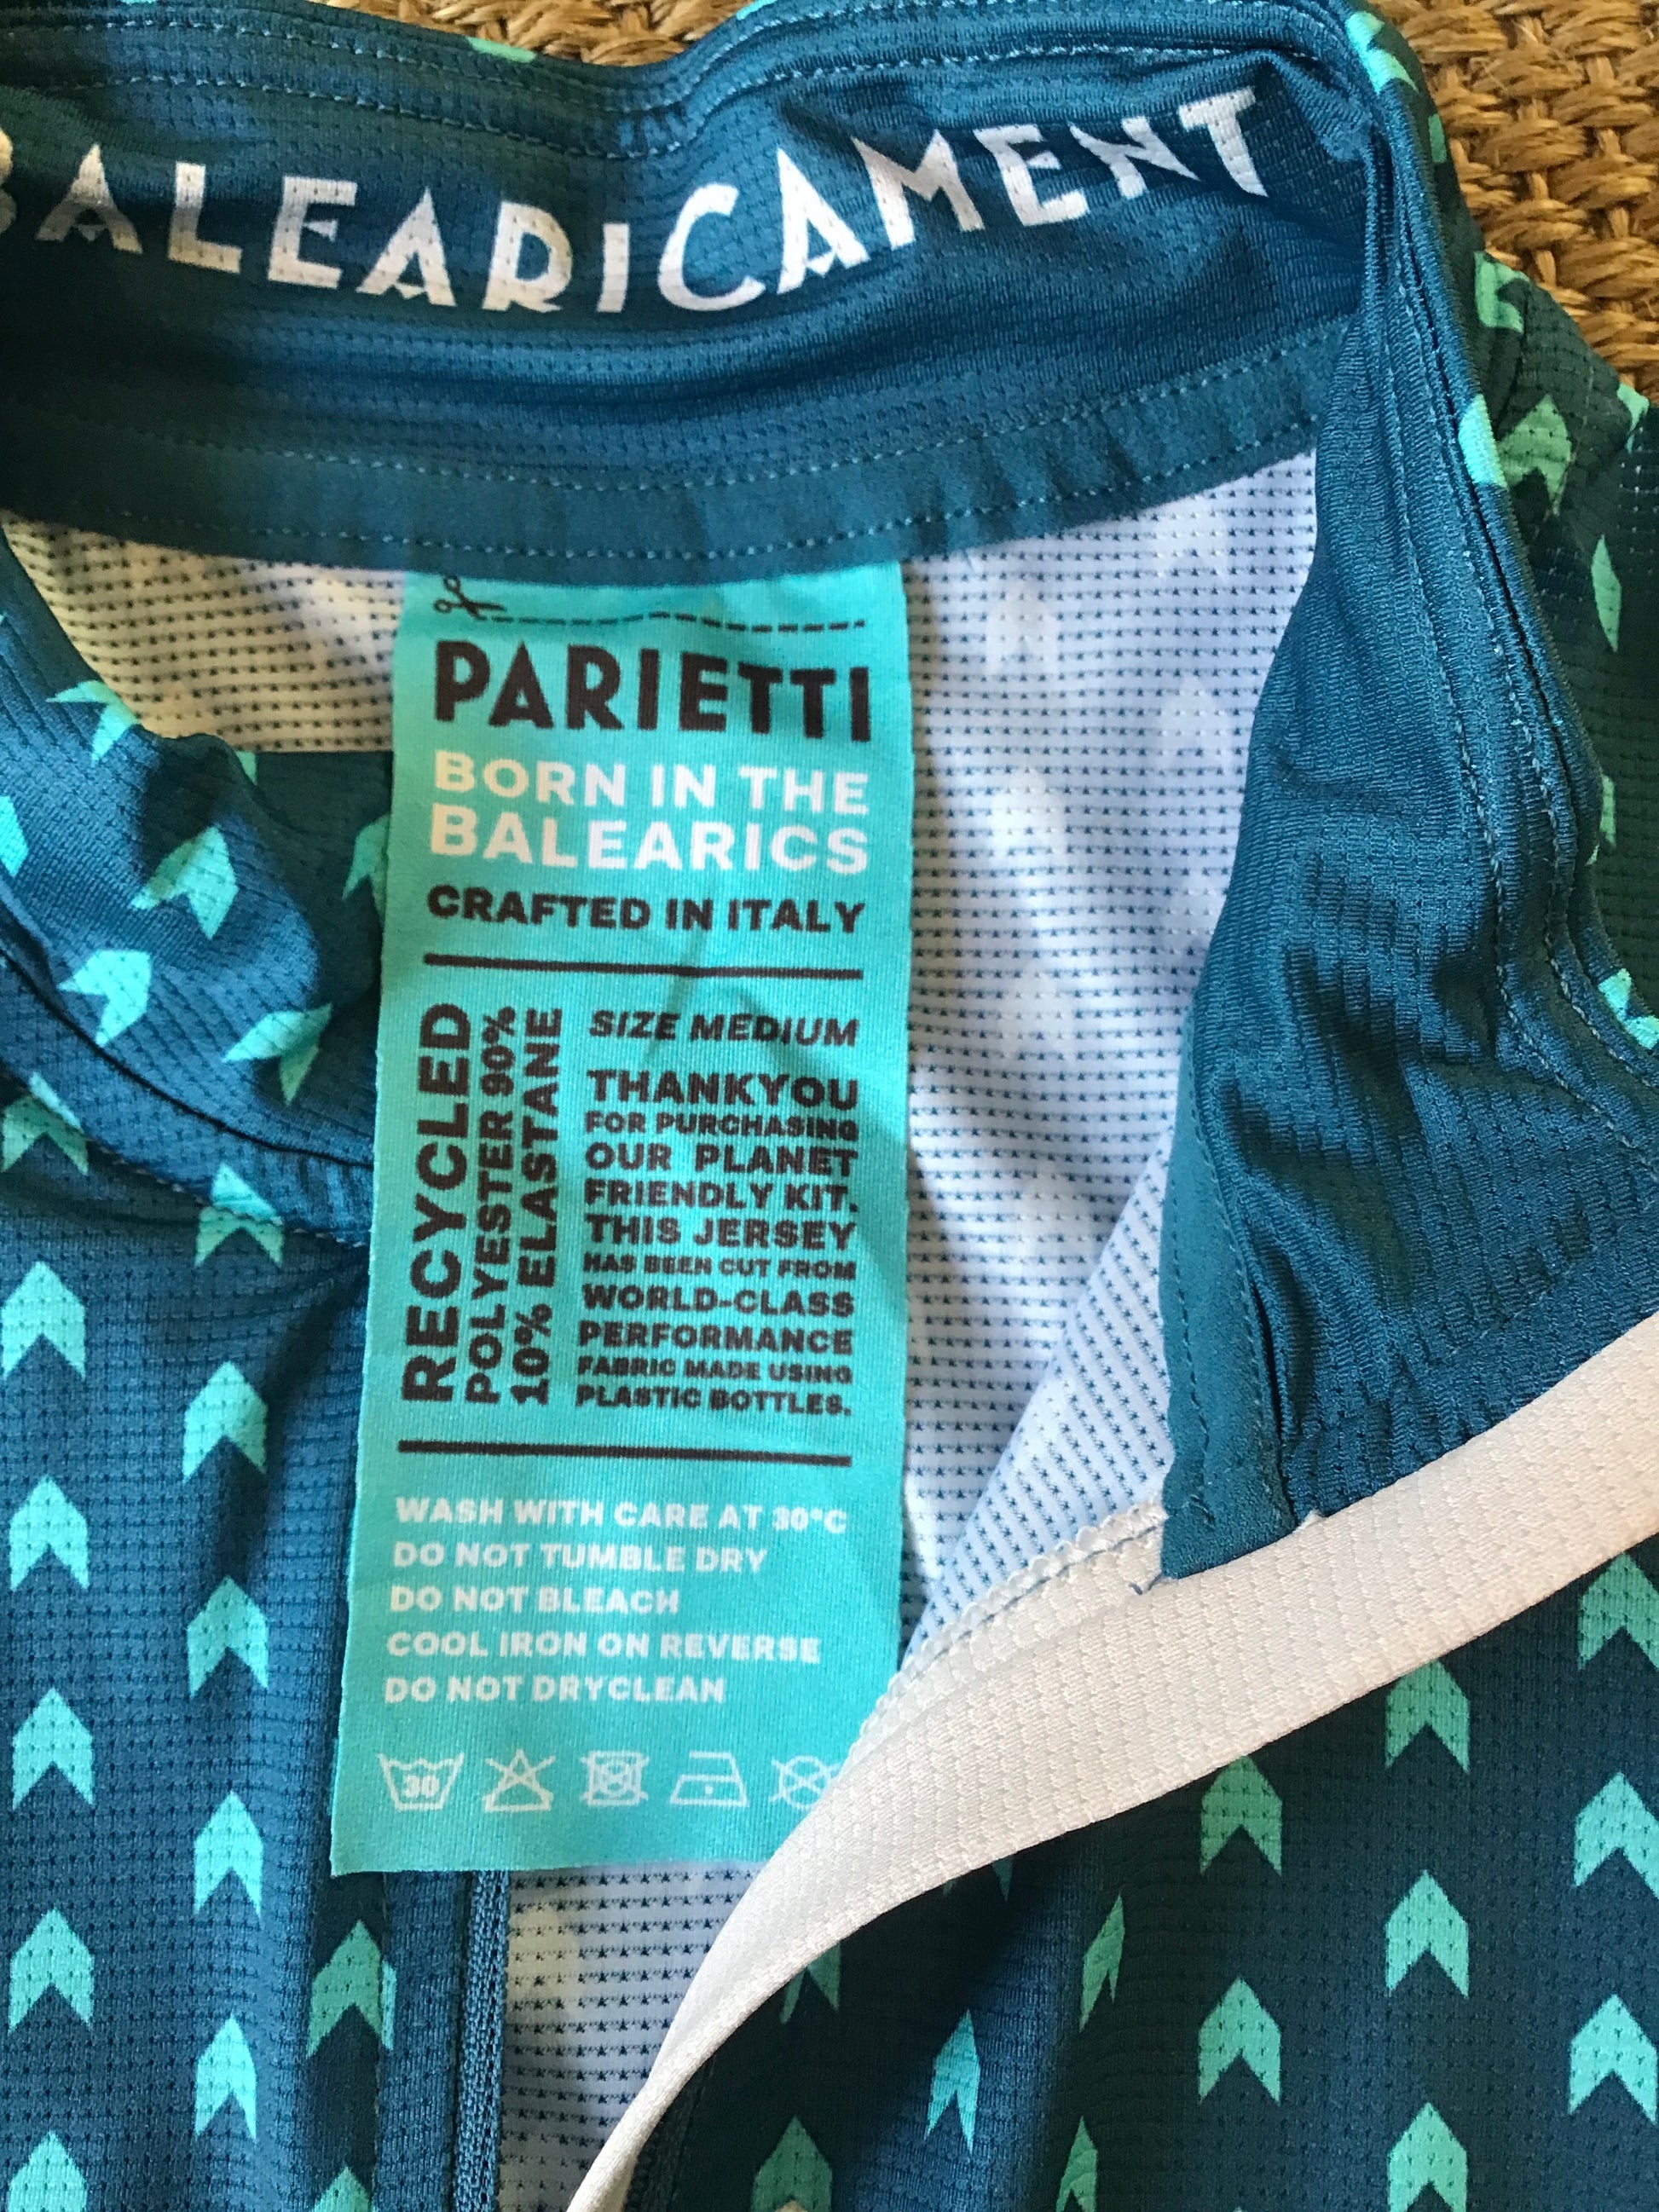 BALEARICAMENT
PARIETTI
BORN IN THE
BALEARICS
CRAFTED IN ITALY
RECYCLED
POLYESTER 90%
10% ELASTANE
SIZE MEDIUM
THANKYOU
FOR PURCHASING
OUR PLANET
FRIENDLY KIT.
THIS JERSEY
HAS BEEN CUT FROM
WORLD-CLASS
PERFORMANCE
FABRIC MADE USING
PLASTIC BOTTLES.
WASH WITH CARE AT 30°C
DO NOT TUMBLE DRY
DO NOT BLEACH
COOL IRON ON REVERSE
DO NOT DRYCLEAN
30